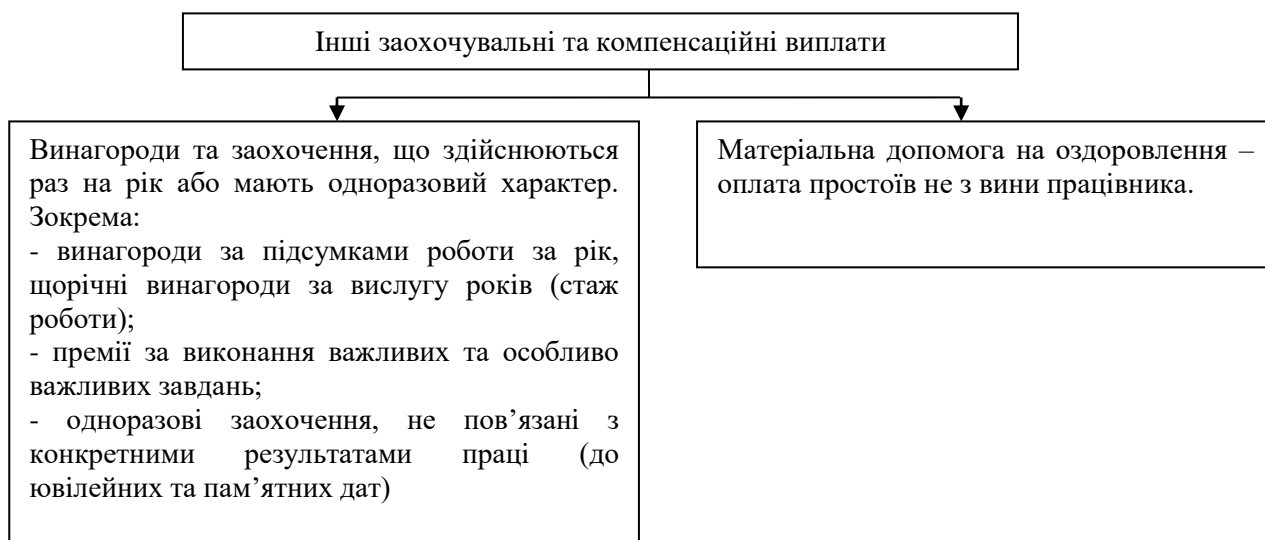 Інші заохочувальні та компенсаційні виплати
Винагороди та заохочення, що здійснюються
раз на рік або мають одноразовий характер.
Зокрема:
- винагороди за підсумками роботи за рік,
щорічні винагороди за вислугу років (стаж
роботи);
- премії за виконання важливих та особливо
важливих завдань;
- одноразові заохочення, не пов’язані з
конкретними результатами праці (до
ювілейних та пам’ятних дат)
Матеріальна допомога на оздоровлення –
оплата простоїв не з вини працівника.